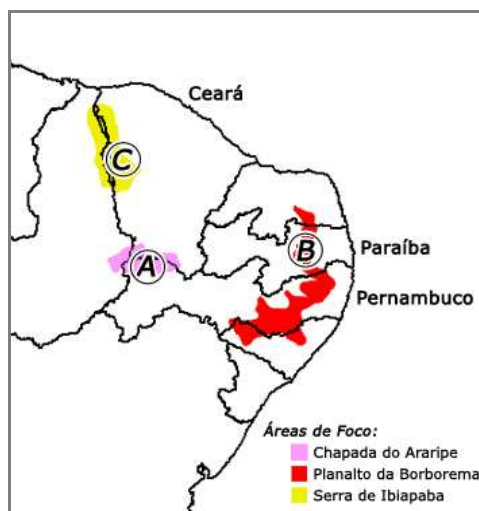 Ceará
C
B
A
Paraíba
Pernambuco
Áreas de Foco:
Chapada do Araripe
Planalto da Borborema
Serra de Ibiapaba